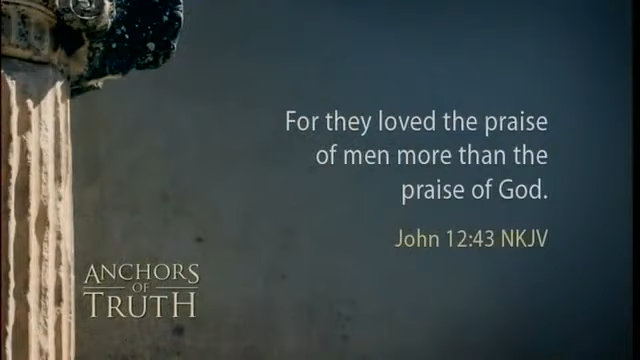 For they loved the praise
of men more than the
praise of God.
John 12:43 NKJV
ANCHORS
OF
TRUTH